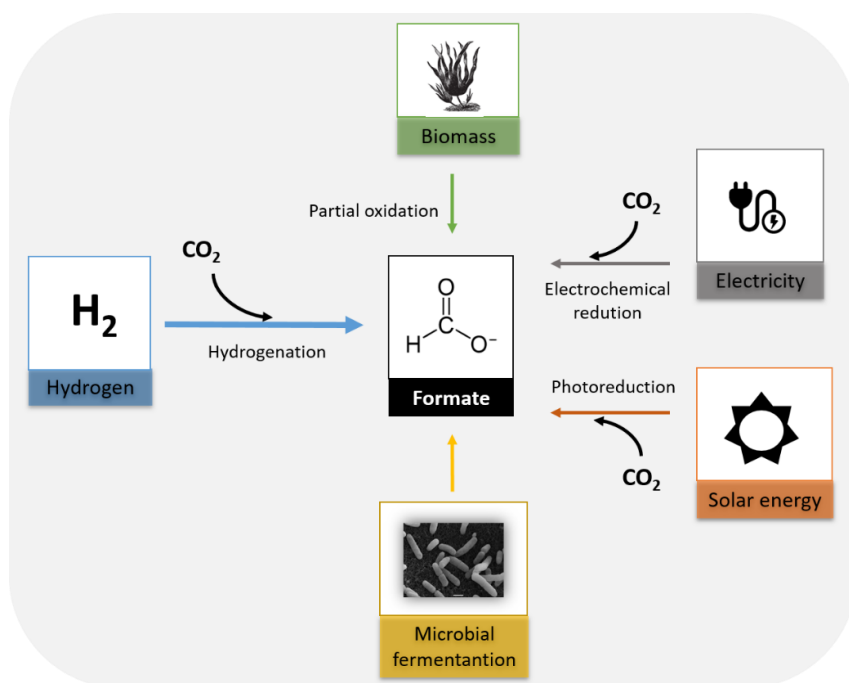 Biomass
Partial oxidation
CO₂
H₂
Hydrogen
Hydrogenation
O
H
C
O⁻
Formate
CO₂
Electrochemical
redution
Electricity
Photoreduction
CO₂
Solar energy
Microbial
fermentantion